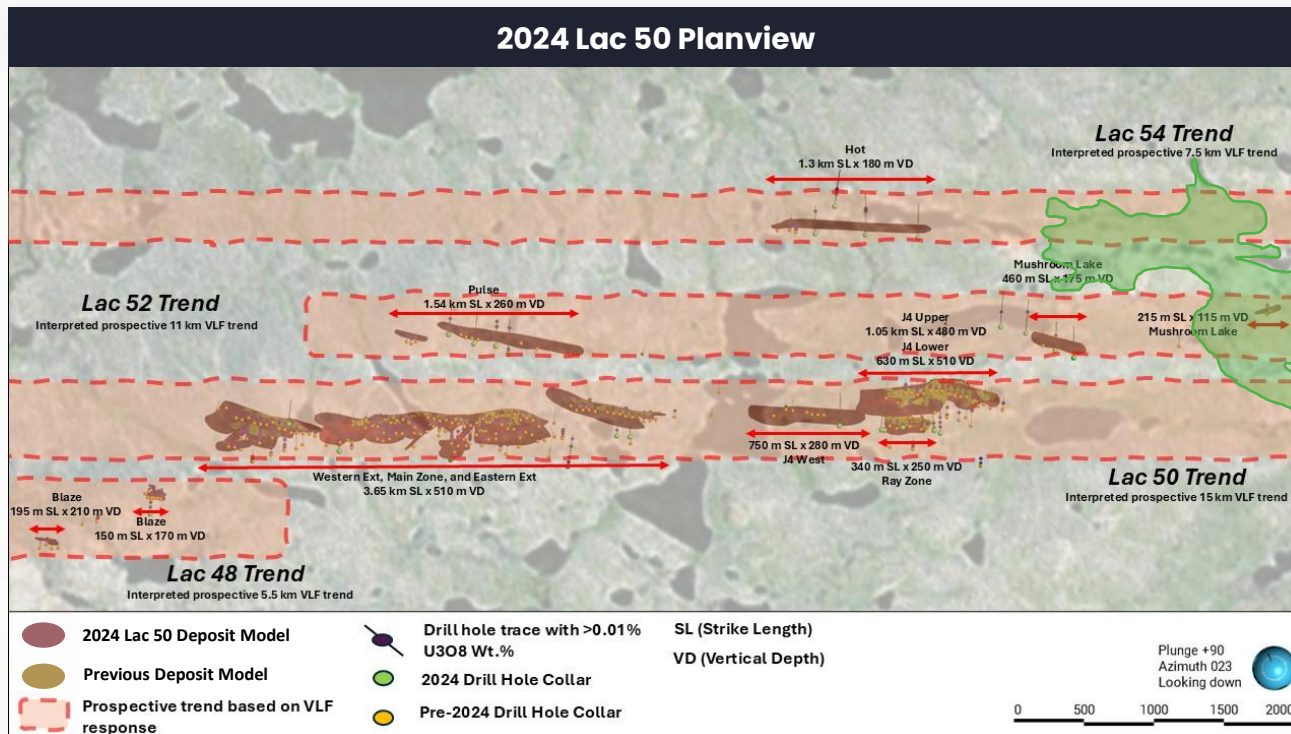 2024 Lac 50 Planview
Lac 54 Trend
Interpreted prospective 7.5 km VLF trend
Hot
1.3 km SL x 180 m VD
Mushroom Lake
460 m SL x 175 m VD
Lac 52 Trend
Interpreted prospective 11 km VLF trend
Pulse
1.54 km SL x 260 m VD
J4 Upper
1.05 km SL x 480 m VD
J4 Lower
630 m SL x 510 VD
215 m SL x 115 m VD
Mushroom Lake
750 m SL x 280 m VD
J4 West
340 m SL x 250 m VD
Ray Zone
Western Ext, Main Zone, and Eastern Ext
3.65 km SL x 510 m VD
Lac 50 Trend
Interpreted prospective 15 km VLF trend
Blaze
195 m SL x 210 m VD
Blaze
150 m SL x 170 m VD
Lac 48 Trend
Interpreted prospective 5.5 km VLF trend
2024 Lac 50 Deposit Model
Previous Deposit Model
Prospective trend based on VLF
response
Drill hole trace with >0.01%
U3O8 Wt.%
2024 Drill Hole Collar
Pre-2024 Drill Hole Collar
SL (Strike Length)
VD (Vertical Depth)
Plunge +90
Azimuth 023
Looking down
0 500 1000 1500 2000